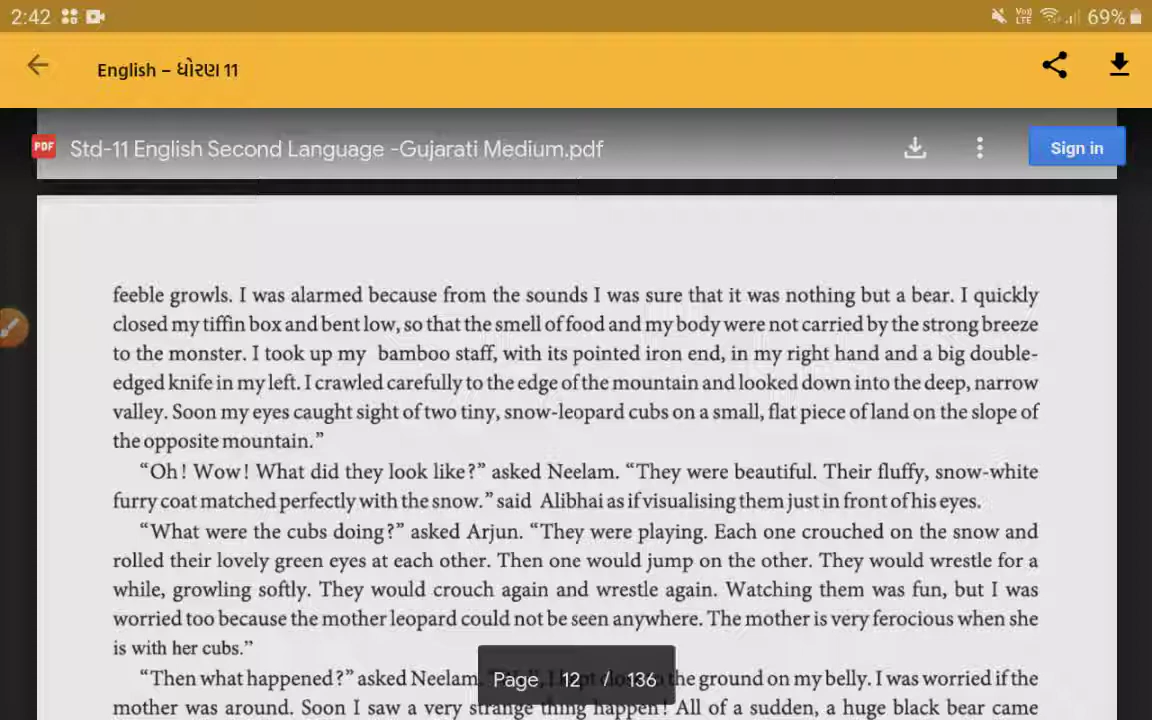 2:42 69%
English – ધોરણ 11
PDF Std-11 English Second Language -Gujarati Medium.pdf Sign in
feeble growls. I was alarmed because from the sounds I was sure that it was nothing but a bear. I quickly
closed my tiffin box and bent low, so that the smell of food and my body were not carried by the strong breeze
to the monster. I took up my bamboo staff, with its pointed iron end, in my right hand and a big double-
edged knife in my left. I crawled carefully to the edge of the mountain and looked down into the deep, narrow
valley. Soon my eyes caught sight of two tiny, snow-leopard cubs on a small, flat piece of land on the slope of
the opposite mountain.”
“Oh! Wow! What did they look like?” asked Neelam. “They were beautiful. Their fluffy, snow-white
furry coat matched perfectly with the snow.” said Alibhai as if visualising them just in front of his eyes.
“What were the cubs doing?” asked Arjun. “They were playing. Each one crouched on the snow and
rolled their lovely green eyes at each other. Then one would jump on the other. They would wrestle for a
while, growling softly. They would crouch again and wrestle again. Watching them was fun, but I was
worried too because the mother leopard could not be seen anywhere. The mother is very ferocious when she
is with her cubs.”
“Then what happened?” asked Neelam. the ground on my belly. I was worried if the
Page 12 / 136
mother was around. Soon I saw a very strange thing happen! All of a sudden, a huge black bear came